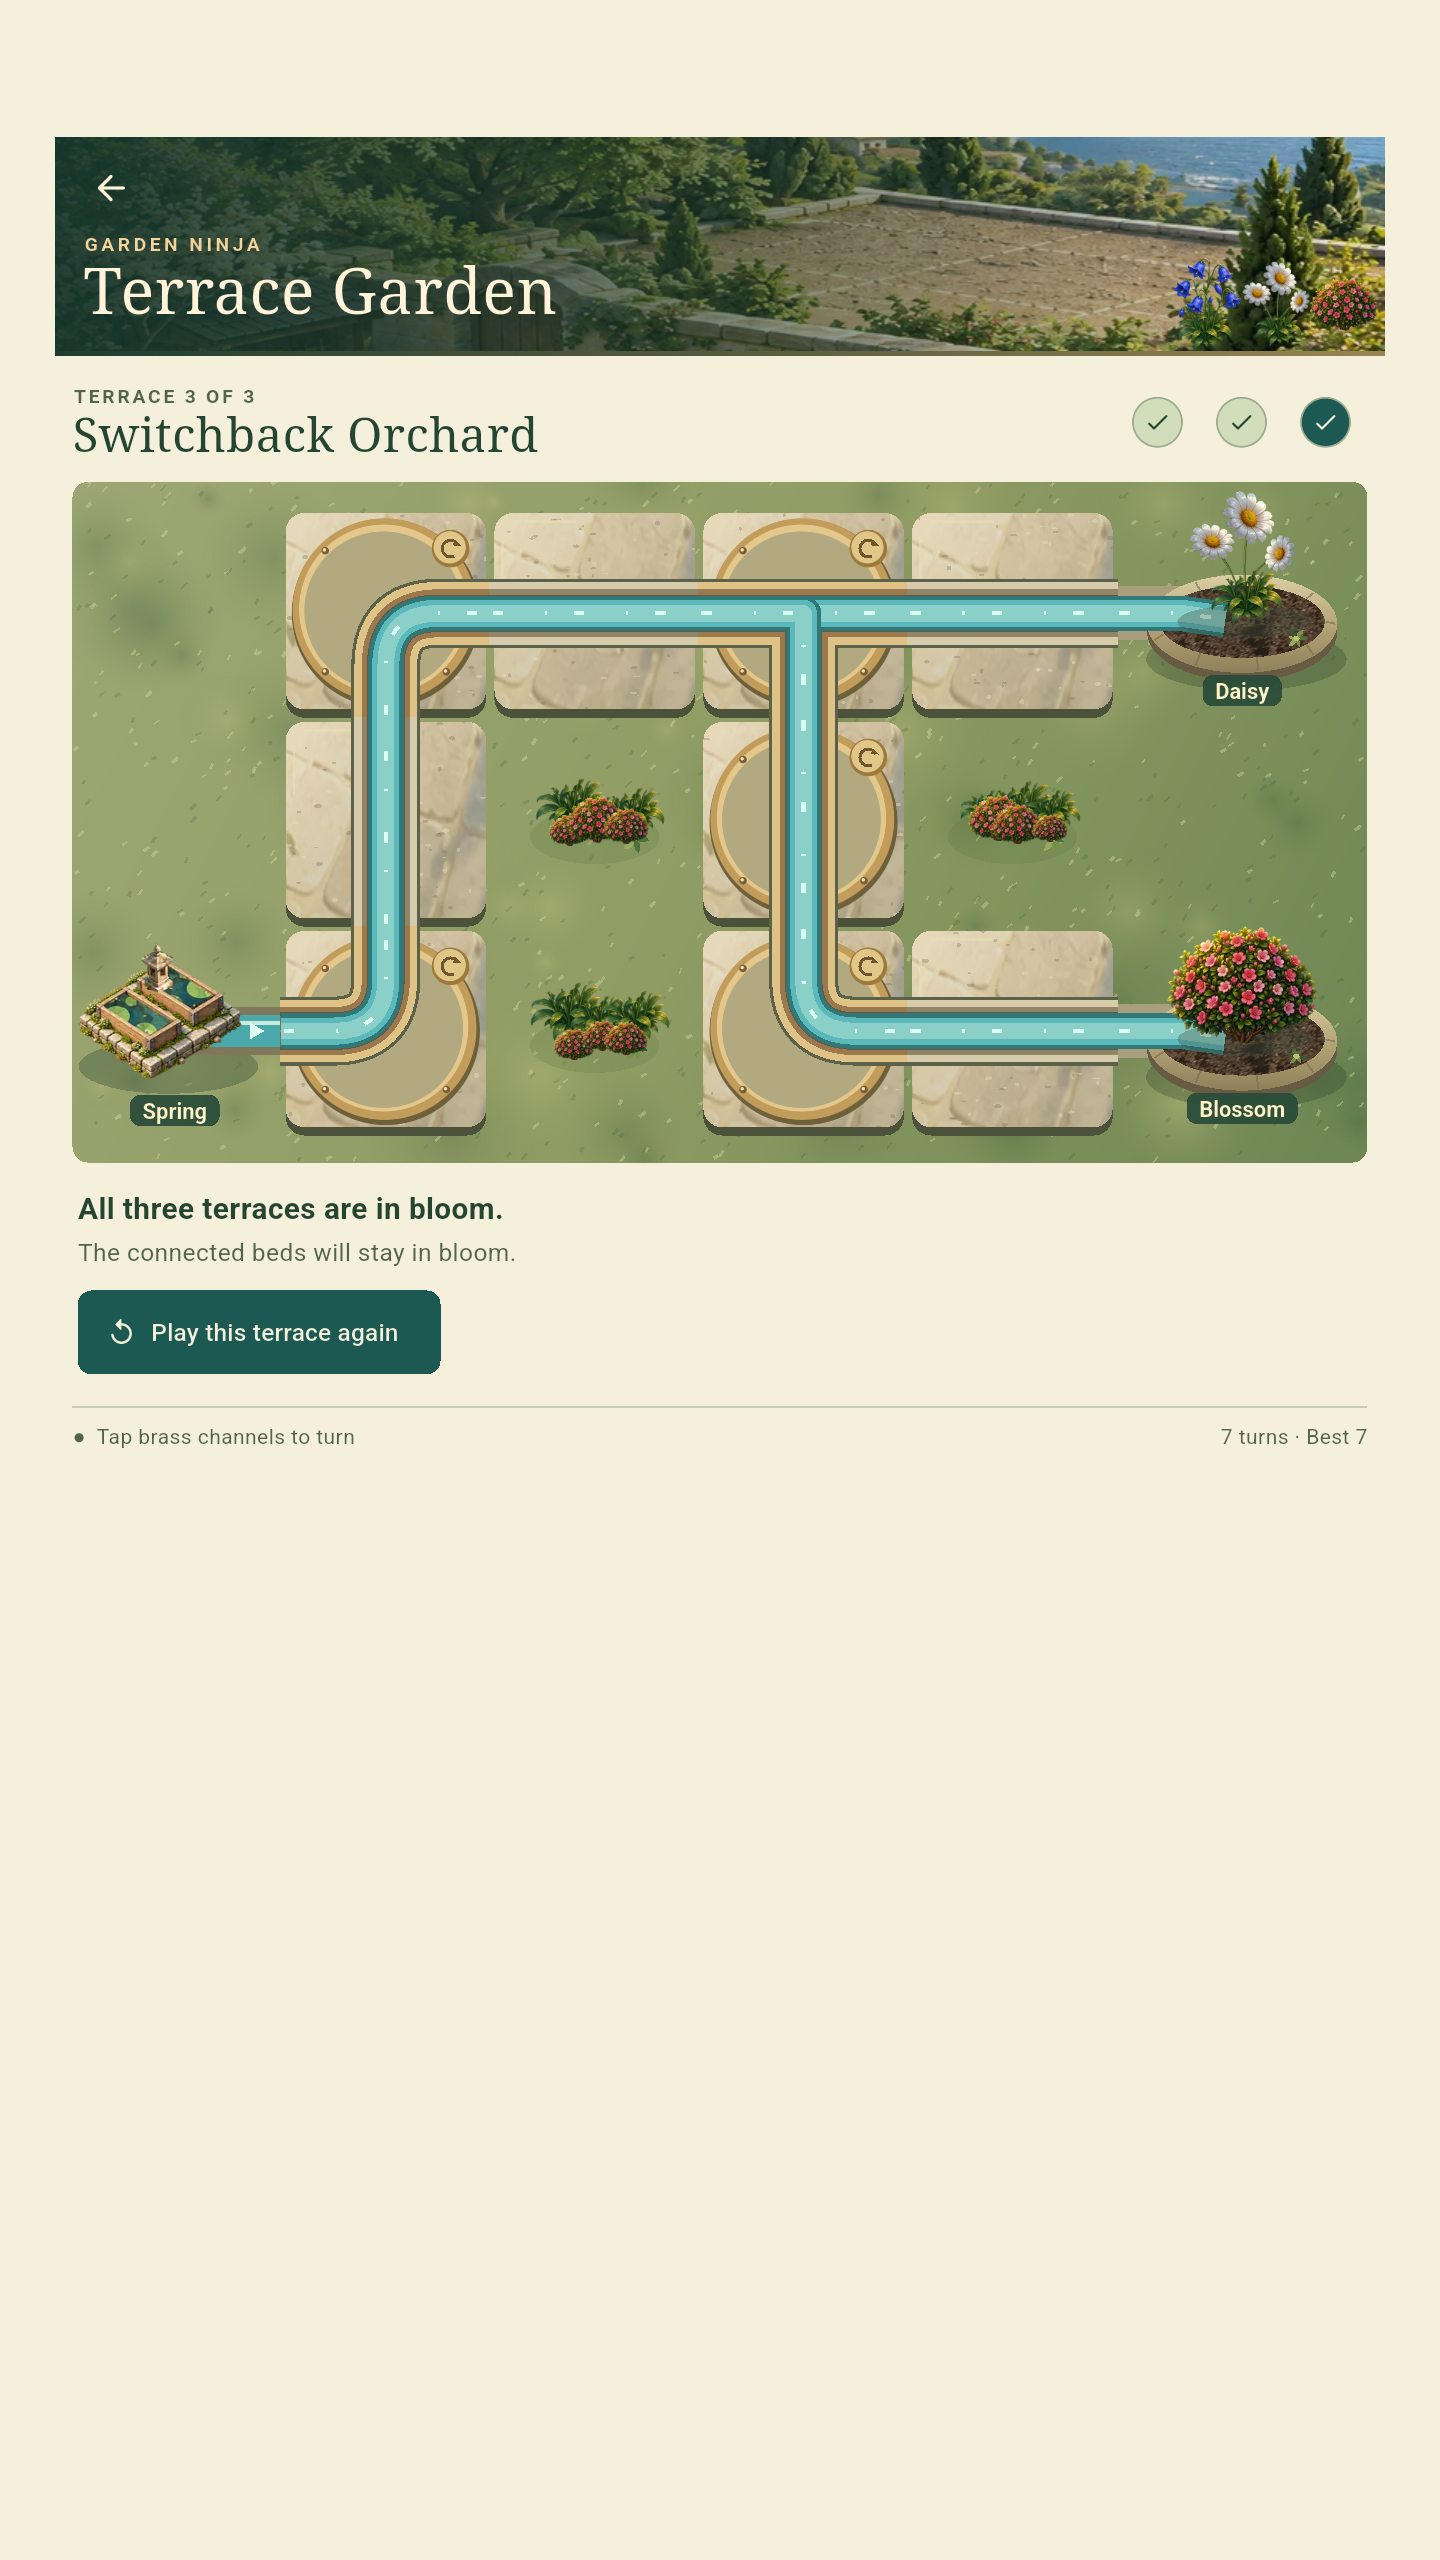 GARDEN NINJA
Terrace Garden
TERRACE 3 OF 3
Switchback Orchard
Daisy
Spring
Blossom
All three terraces are in bloom.
The connected beds will stay in bloom.
Play this terrace again
Tap brass channels to turn
7 turns · Best 7